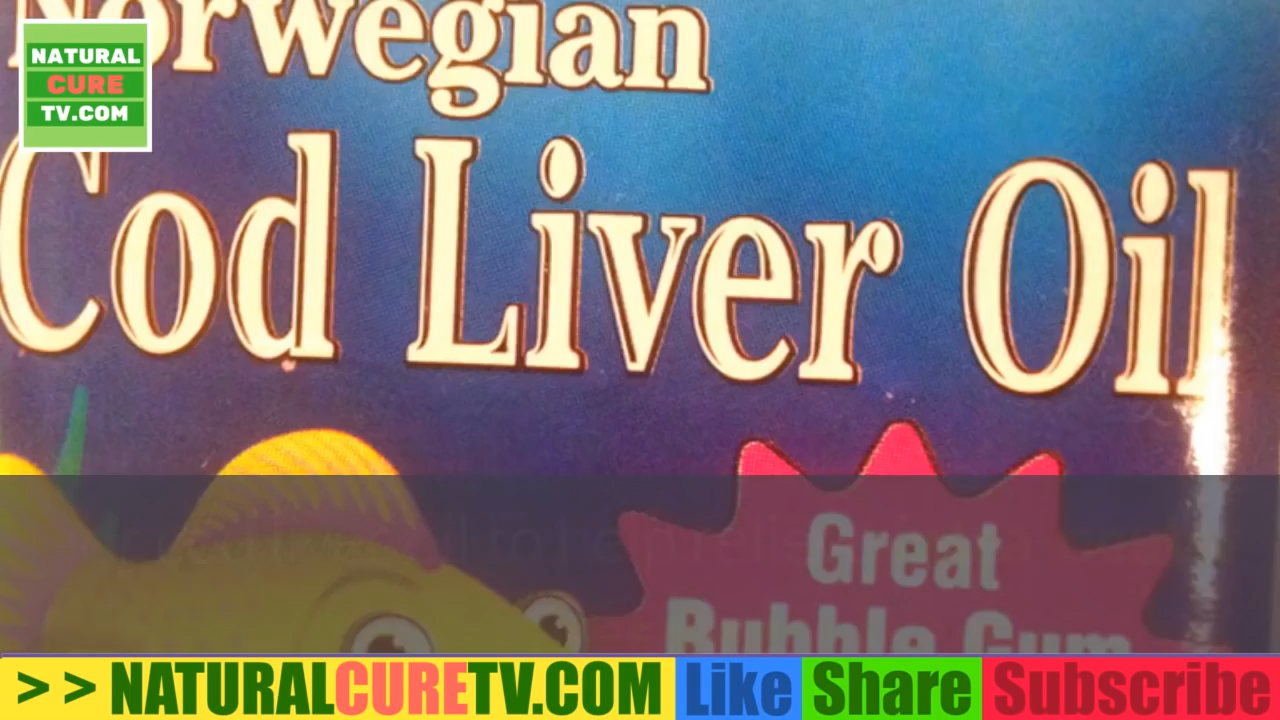 NATURAL
CURE
TV.COM
Norwegian
Cod Liver Oil
Great
Bubble Gum
>> NATURALCURETV.COM Like Share Subscribe